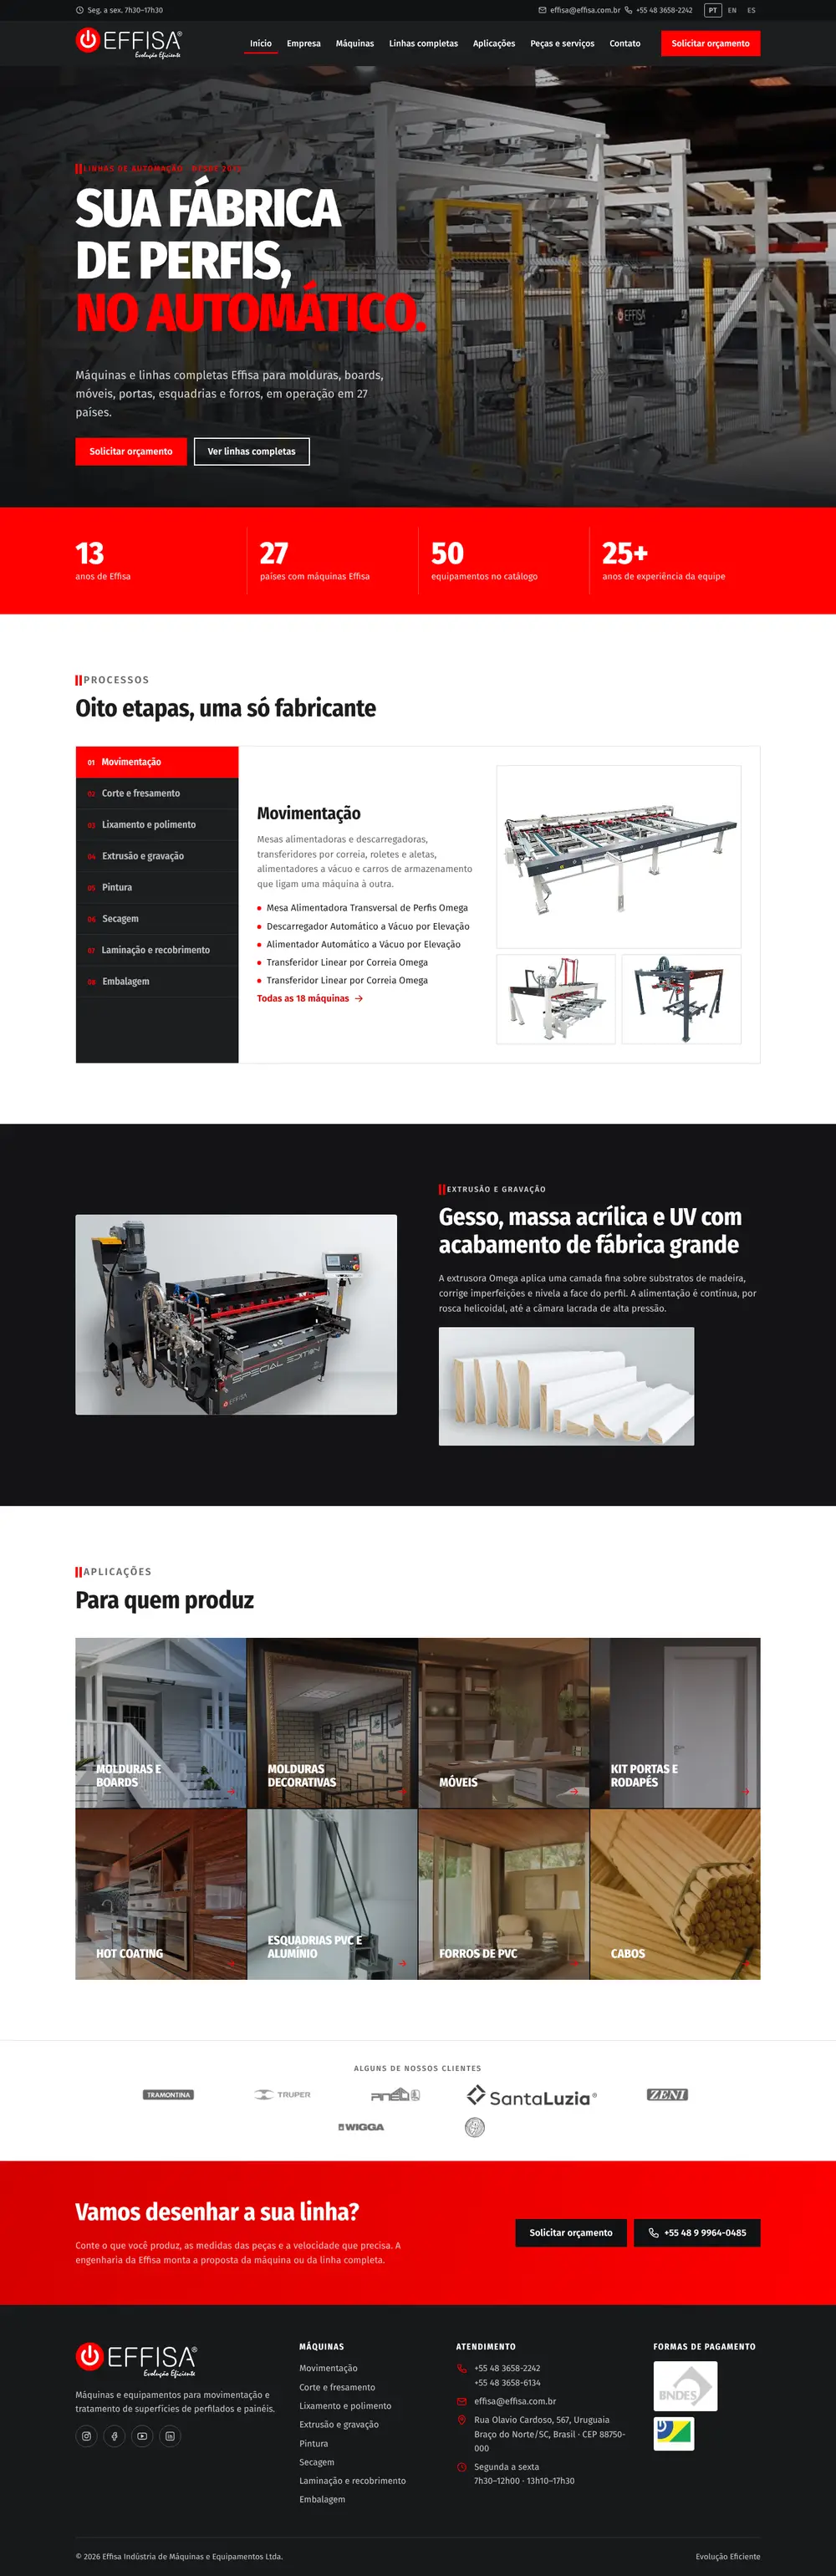 Seg. a sex. 7h30–17h30
effisa@effisa.com.br
+55 48 3658-2242
PT EN ES
EFFISA®
Evolução Eficiente
Início Empresa Máquinas Linhas completas Aplicações Peças e serviços Contato
Solicitar orçamento
LINHAS DE AUTOMAÇÃO
SUA FÁBRICA
DE PERFIS,
NO AUTOMÁTICO.
EFFISA
Máquinas e linhas completas Effisa para molduras, boards,
móveis, portas, esquadrias e forros, em operação em 27
países.
Solicitar orçamento
Ver linhas completas
13
anos de Effisa
27
países com máquinas Effisa
50
equipamentos no catálogo
25+
anos de experiência da equipe
PROCESSOS
Oito etapas, uma só fabricante
01 Movimentação
02 Corte e fresamento
03 Lixamento e polimento
04 Extrusão e gravação
05 Pintura
06 Secagem
07 Laminação e recobrimento
08 Embalagem
Movimentação
Mesas alimentadoras e descarregadoras,
transferidores por correia, roletes e aletas,
alimentadores a vácuo e carros de armazenamento
que ligam uma máquina à outra.
Mesa Alimentadora Transversal de Perfis Omega
Descarregador Automático a Vácuo por Elevação
Alimentador Automático a Vácuo por Elevação
Transferidor Linear por Correia Omega
Transferidor Linear por Correia Omega
Todas as 18 máquinas →
SPECIAL EDITION
EFFISA
EXTRUSÃO E GRAVAÇÃO
Gesso, massa acrílica e UV com
acabamento de fábrica grande
A extrusora Omega aplica uma camada fina sobre substratos de madeira,
corrige imperfeições e nivela a face do perfil. A alimentação é contínua, por
rosca helicoidal, até a câmara lacrada de alta pressão.
APLICAÇÕES
Para quem produz
MOLDURAS E
BOARDS
MOLDURAS
DECORATIVAS
MÓVEIS
KIT PORTAS E
RODAPÉS
HOT COATING
ESQUADRIAS PVC E
ALUMÍNIO
FORROS DE PVC
CABOS
ALGUNS DE NOSSOS CLIENTES
TRAMONTINA
TRUPER
SantaLuzia®
ZENI
WIGGA
Vamos desenhar a sua linha?
Conte o que você produz, as medidas das peças e a velocidade que precisa. A
engenharia da Effisa monta a proposta da máquina ou da linha completa.
Solicitar orçamento
+55 48 9 9964-0485
EFFISA®
Evolução Eficiente
Máquinas e equipamentos para movimentação e
tratamento de superfícies de perfilados e painéis.
MÁQUINAS
Movimentação
Corte e fresamento
Lixamento e polimento
Extrusão e gravação
Pintura
Secagem
Laminação e recobrimento
Embalagem
ATENDIMENTO
+55 48 3658-2242
+55 48 3658-6134
effisa@effisa.com.br
Rua Olavio Cardoso, 567, Uruguaia
Braço do Norte/SC, Brasil · CEP 88750-
000
Segunda a sexta
7h30–12h00 · 13h10–17h30
FORMAS DE PAGAMENTO
BNDES
© 2026 Effisa Indústria de Máquinas e Equipamentos Ltda.
Evolução Eficiente